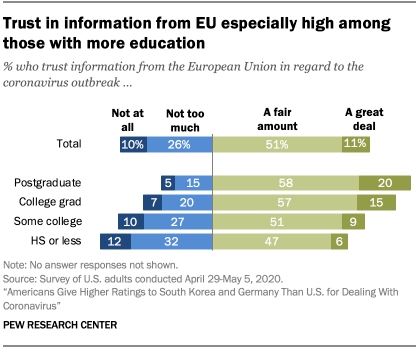 Trust in information from EU especially high among
those with more education
% who trust information from the European Union in regard to the
coronavirus outbreak ...
Not at all Not too much A fair amount A great deal
Total 10% 26% 51% 11%
Postgraduate 5 15 58 20
College grad 7 20 57 15
Some college 10 27 51 9
HS or less 12 32 47 6
Note: No answer responses not shown.
Source: Survey of U.S. adults conducted April 29-May 5, 2020.
“Americans Give Higher Ratings to South Korea and Germany Than U.S. for Dealing With
Coronavirus”
PEW RESEARCH CENTER